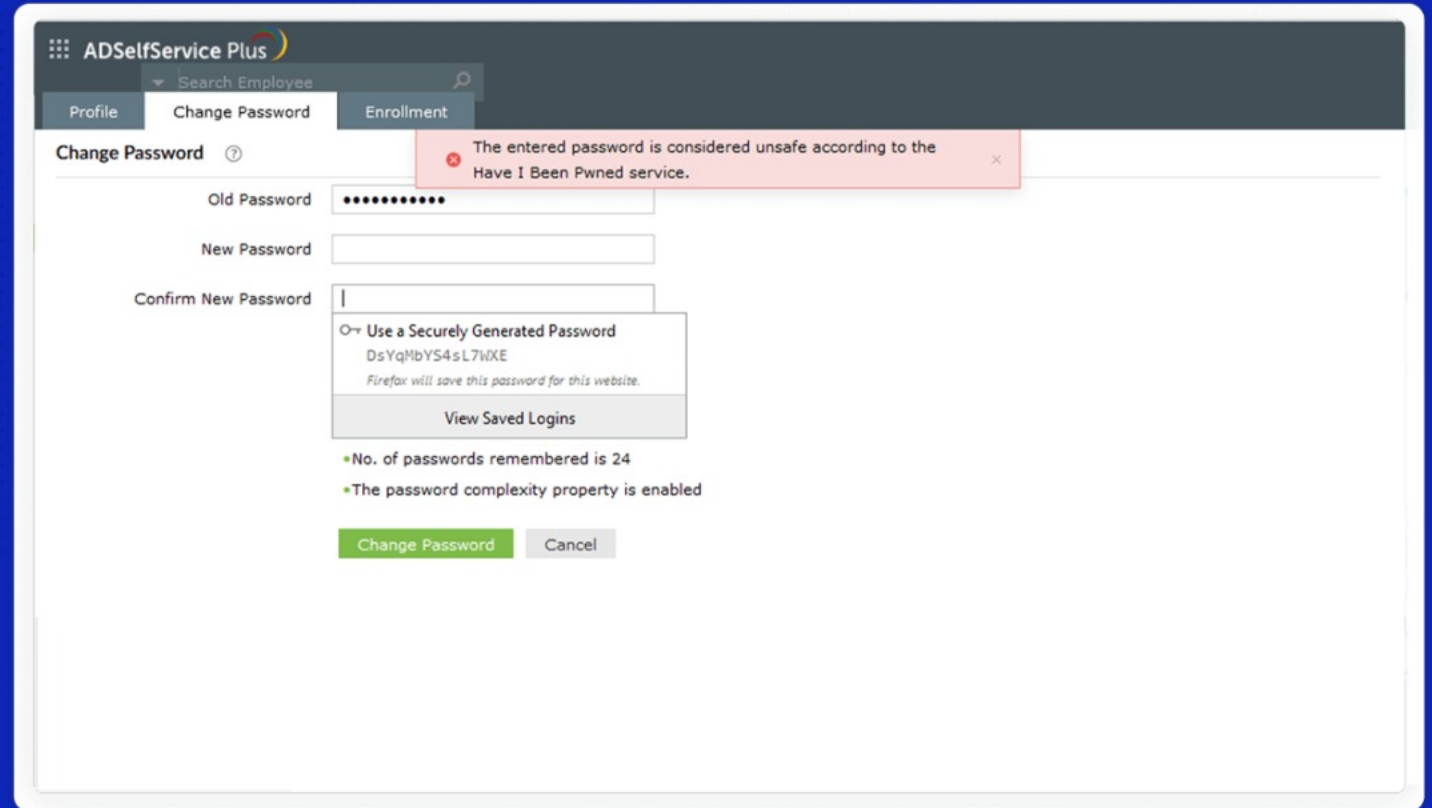 ADSelfService Plus
Search Employee
Profile
Change Password
Enrollment
The entered password is considered unsafe according to the
Have I Been Pwned service.
Change Password
Old Password
New Password
Confirm New Password
Use a Securely Generated Password
DsYqMbYS4sL7WXE
Firefox will save this password for this website.
View Saved Logins
•No. of passwords remembered is 24
•The password complexity property is enabled
Change Password
Cancel